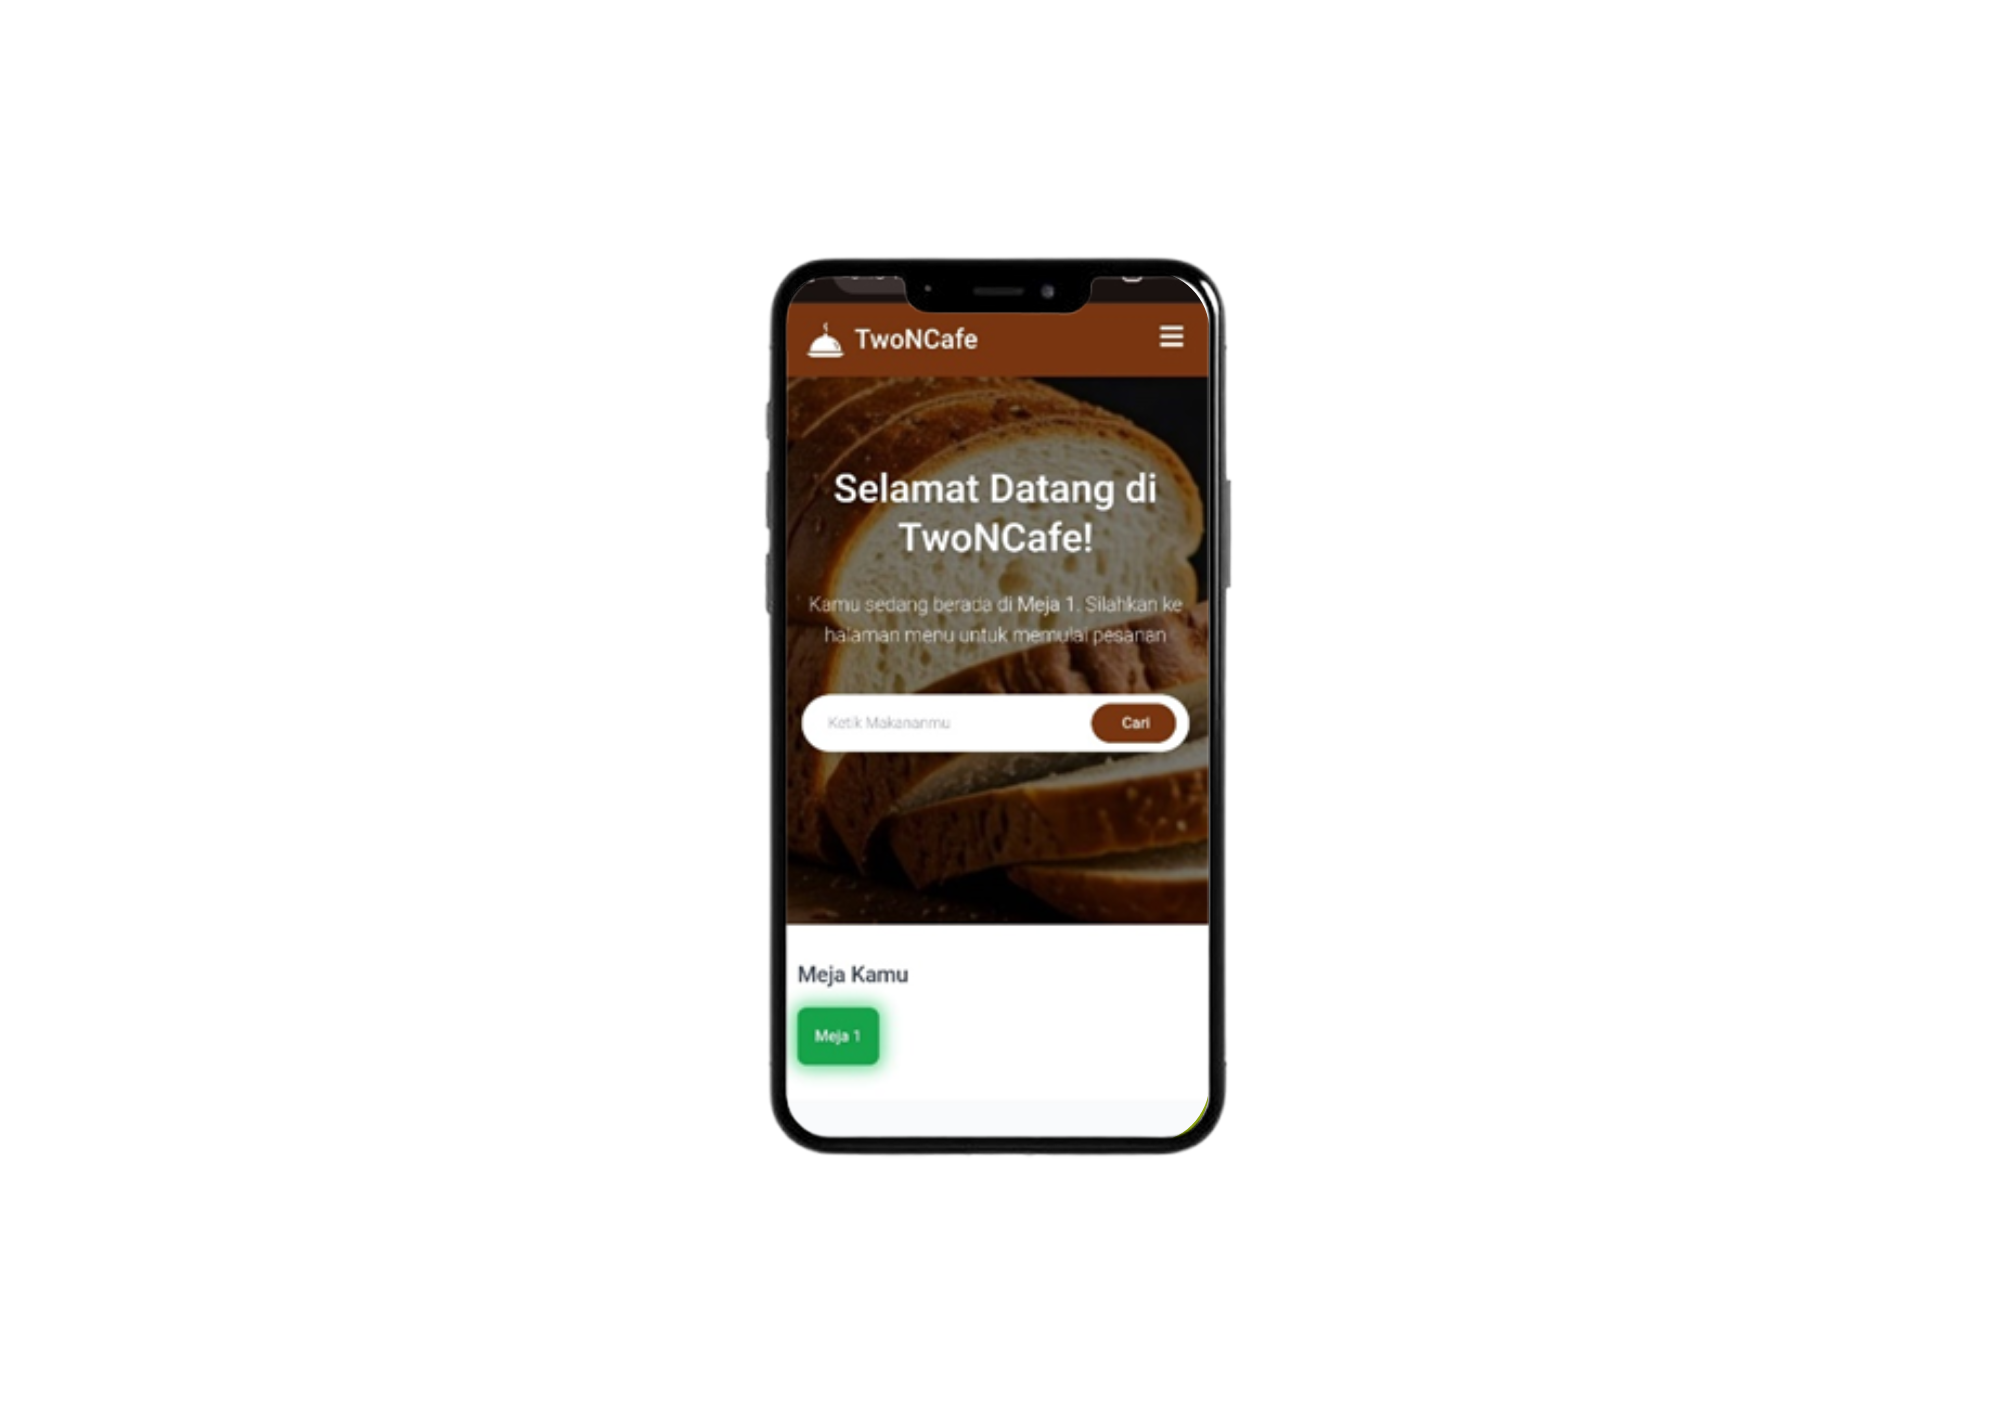 TwoNCafe
Selamat Datang di
TwoNCafe!
Kamu sedang berada di Meja 1. Silahkan ke
halaman menu untuk memulai pesanan
Ketik Makananmu
Cari
Meja Kamu
Meja 1